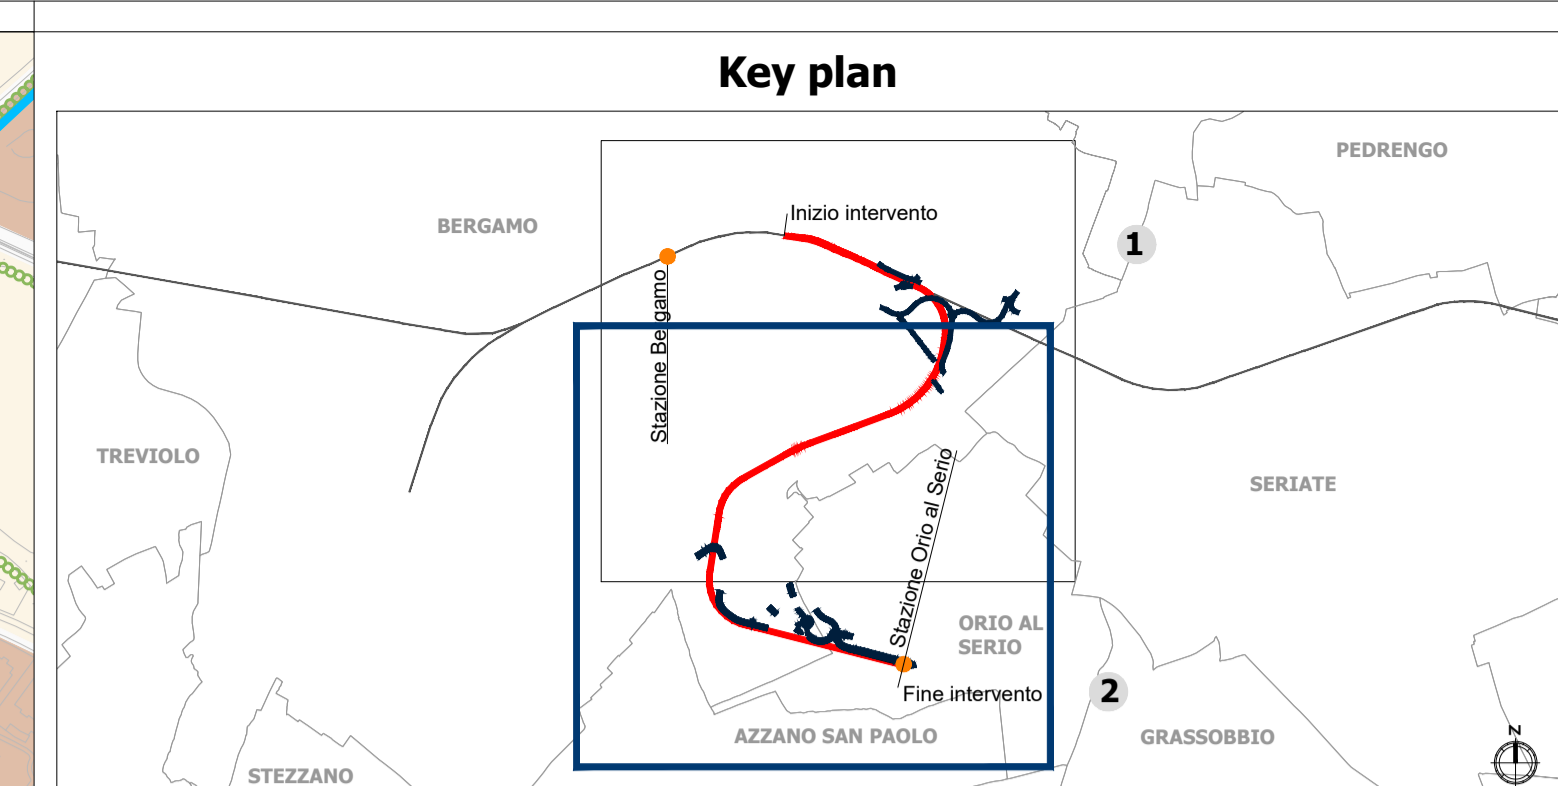 Key plan
PEDRENGO
Inizio intervento
BERGAMO
1
Stazione Bergamo
TREVIOLO
Stazione Orio al Serio
SERIATE
ORIO AL
SERIO
Fine intervento
2
AZZANO SAN PAOLO
GRASSOBBIO
N
STEZZANO